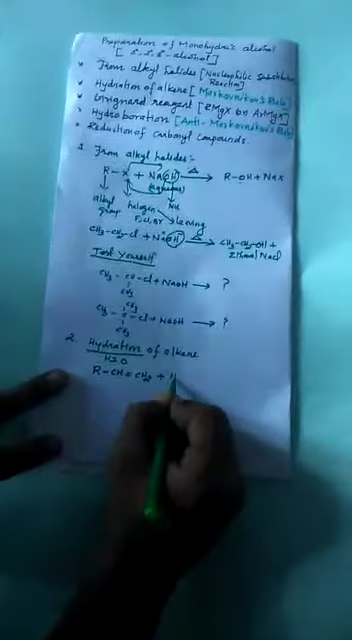 Preparation of Monohydric alcohol
[1°-2°-3°-alcohol]
* From alkyl halides [Nucleophilic Substitution Reaction]
* Hydration of alkene [Markovnikov's Rule]
* Grignard reagent [RMgX or ArMgX]
* Hydroboration [Anti-Markovnikov's Rule]
* Reduction of Carbonyl Compounds.
1. From alkyl halides:
R-X + NaOH → R-OH + NaX
(aqueous)
alkyl halogen Nu
group Cl, Br leaving
CH3-CH2-Cl + NaOH → CH3-CH2-OH +
NaCl
Test yourself
CH3-CH-Cl + NaOH → ?
CH3
CH3
CH3-C-Cl + NaOH → ?
CH3
2. Hydration of alkene
H2O
R-CH=CH2 +